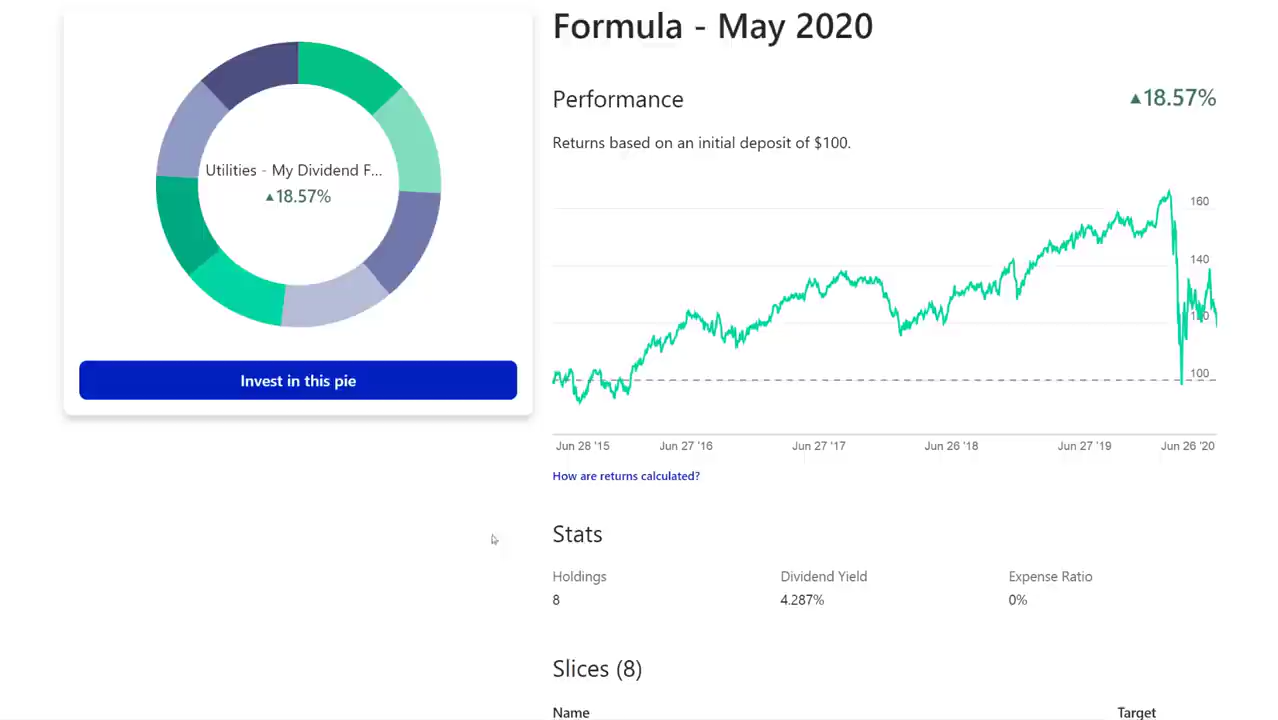 Utilities - My Dividend F...
▲18.57%
Invest in this pie
Formula - May 2020
Performance
▲18.57%
Returns based on an initial deposit of $100.
160
140
120
100
Jun 28 '15
Jun 27 '16
Jun 27 '17
Jun 26 '18
Jun 27 '19
Jun 26 '20
How are returns calculated?
Stats
Holdings
Dividend Yield
Expense Ratio
8
4.287%
0%
Slices (8)
Name
Target